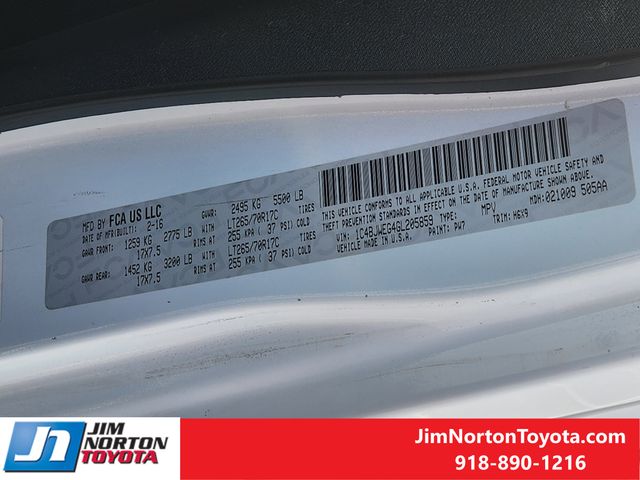 MFD BY FCA US LLC
DATE OF MFR(BUILT): 2-16 GVWR: 2495 KG 5500 LB
GAWR FRONT: 1259 KG 2775 LB LT265/70R17C TIRES
17X7.5 RIMS AT 255 KPA ( 37 PSI) COLD
GAWR REAR: 1452 KG 3200 LB LT265/70R17C TIRES
17X7.5 RIMS AT 255 KPA ( 37 PSI) COLD
THIS VEHICLE CONFORMS TO ALL APPLICABLE U.S.A. FEDERAL MOTOR VEHICLE SAFETY AND
THEFT PREVENTION STANDARDS IN EFFECT ON THE DATE OF MANUFACTURE SHOWN ABOVE.
VIN: 1C4BJWEG4GL205959 TYPE: MPV MDH: 021009 505AA
MADE IN U.S.A. PAINT: PW7 TRIM: H6X9
JIM
NORTON
TOYOTA
JimNortonToyota.com
918-890-1216